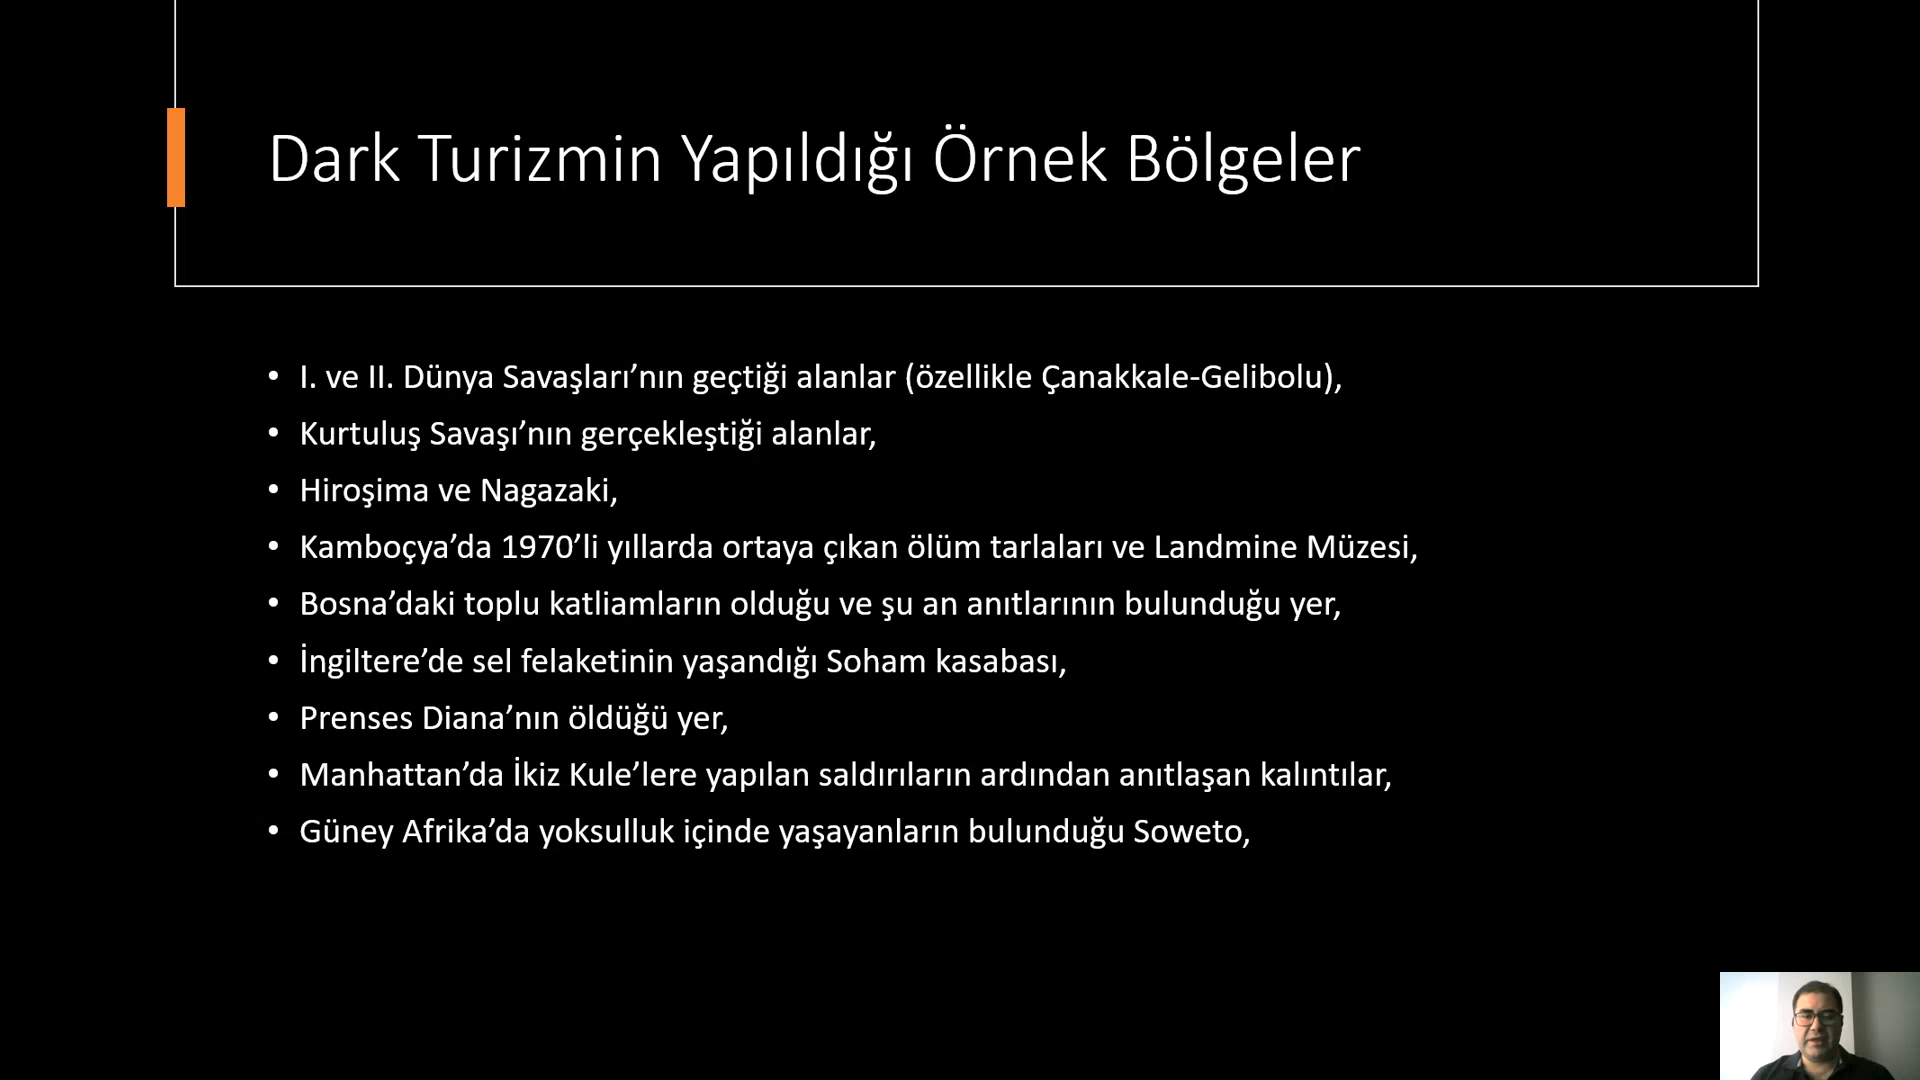 Dark Turizmin Yapıldığı Örnek Bölgeler
• I. ve II. Dünya Savaşları’nın geçtiği alanlar (özellikle Çanakkale-Gelibolu),
• Kurtuluş Savaşı’nın gerçekleştiği alanlar,
• Hiroşima ve Nagazaki,
• Kamboçya’da 1970’li yıllarda ortaya çıkan ölüm tarlaları ve Landmine Müzesi,
• Bosna’daki toplu katliamların olduğu ve şu an anıtlarının bulunduğu yer,
• İngiltere’de sel felaketinin yaşandığı Soham kasabası,
• Prenses Diana’nın öldüğü yer,
• Manhattan’da İkiz Kule’lere yapılan saldırıların ardından anıtlaşan kalıntılar,
• Güney Afrika’da yoksulluk içinde yaşayanların bulunduğu Soweto,